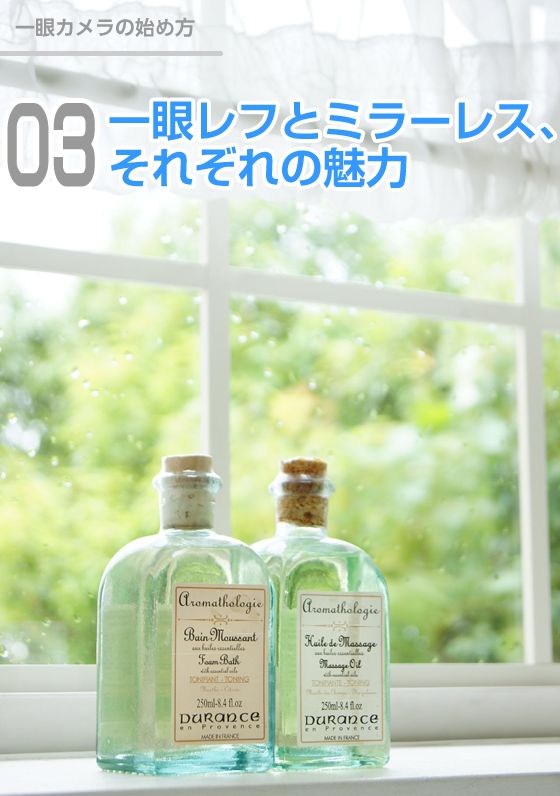 一眼カメラの始め方
03
一眼レフとミラーレス、
それぞれの魅力
Aromathologie
Bain Moussant
aux huiles essentielles
Foam Bath
with essential oils
TONIFIANT - TONING
Menthe - Citron
250ml-8.4 fl.oz
DURANCE
en Provence
MADE IN FRANCE
Aromathologie
Huile de Massage
aux huiles essentielles
Massage Oil
with essential oils
TONIFIANTE - TONING
250ml-8.4 fl.oz
DURANCE
en Provence
MADE IN FRANCE